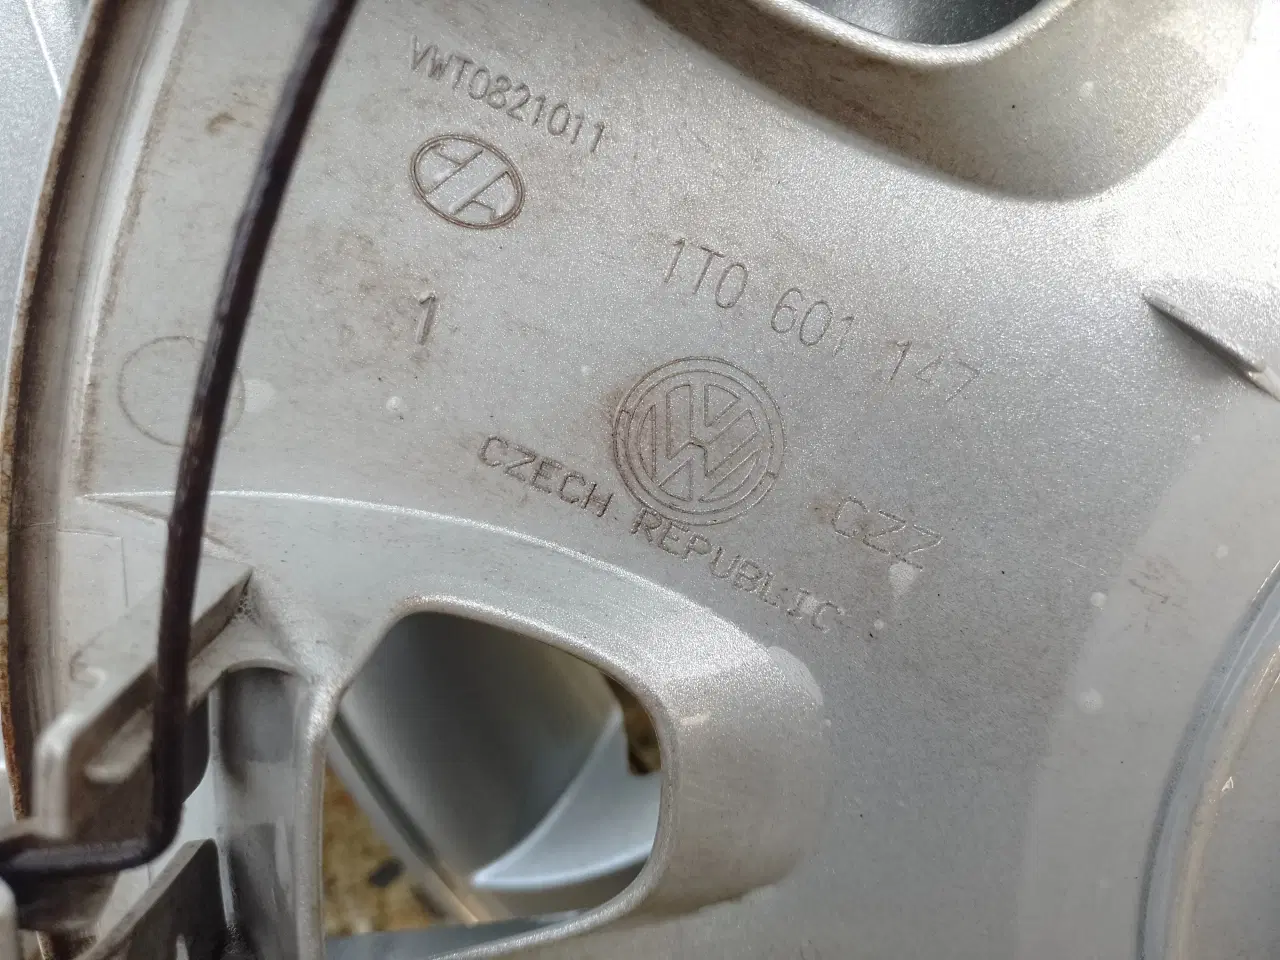 VWT0821011
1T0 601 147
1
CZECH REPUBLIC
CZZ